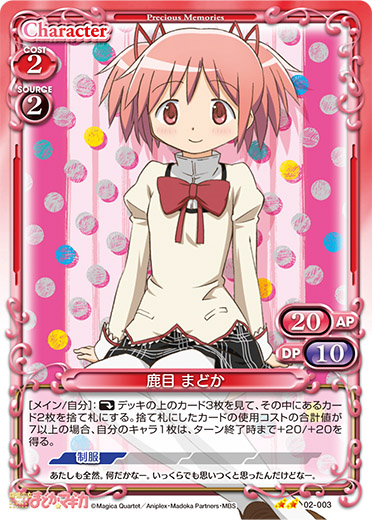 Precious Memories
Character
COST
2
SOURCE
2
20 AP
DP 10
鹿目 まどか
[メイン/自分]:デッキの上のカード3枚を見て、その中にあるカー
ド2枚を捨て札にする。捨て札にしたカードの使用コストの合計値が
7以上の場合、自分のキャラ1枚は、ターン終了時まで+20/+20を
得る。
制服
あたしも全然。何だかなー。いっくらでも思いつくと思ったんだけどなー。
まどか☆マギカ
©Magica Quartet/Aniplex・Madoka Partners・MBS
02-003